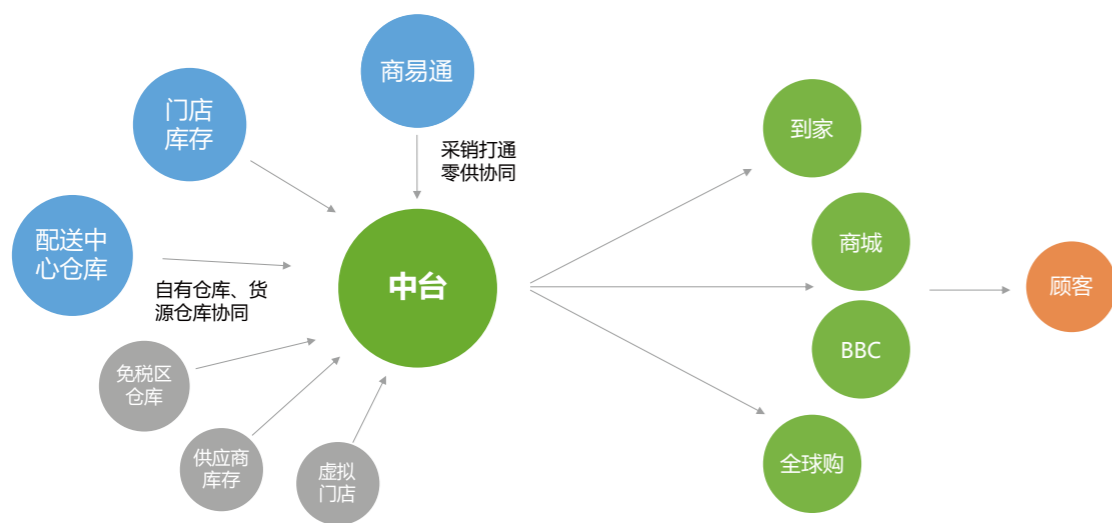 商易通
门店
库存
采销打通
零供协同
配送中
心仓库
自有仓库、货
源仓库协同
中台
免税区
仓库
供应商
库存
虚拟
门店
到家
商城
BBC
全球购
顾客